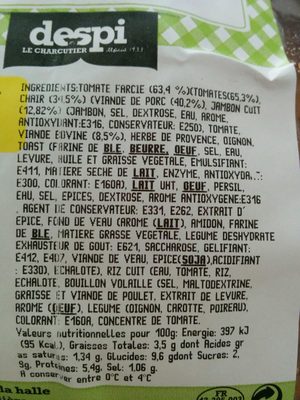 despi
LE CHARCUTIER Depuis 1933
INGREDIENTS:TOMATE FARCIE (63,4 %)(TOMATES(65,3%),
CHAIR (34,5%) (VIANDE DE PORC (40,2%), JAMBON CUIT
(12,82%) (JAMBON, SEL, DEXTROSE, EAU, AROME,
ANTIOXYDANT:E316, CONSERVATEUR: E250), TOMATE,
VIANDE BOVINE (8,5%), HERBE DE PROVENCE, OIGNON,
TOAST (FARINE DE BLE, BEURRE, OEUF, SEL, EAU,
LEVURE, HUILE ET GRAISSE VEGETALE, EMULSIFIANT:
E471, MATIERE SECHE DE LAIT, ENZYME, ANTIOXYDA..:
E300, COLORANT: E160A), LAIT UHT, OEUF, PERSIL,
EAU, SEL, EPICES, DEXTROSE, AROME ANTIOXYGENE:E316
, AGENT DE CONSERVATEUR: E331, E262, EXTRAIT D'
EPICE, FOND DE VEAU (AROME (LAIT), AMIDON, FARINE
DE BLE, MATIERE GRASSE VEGETALE, LEGUME DESHYDRATE
EXHAUSTEUR DE GOUT: E621, SACCHAROSE, GELIFIANT:
E412, E407, VIANDE DE VEAU, EPICE(SOJA),ACIDIFIANT
: E330), ECHALOTE), RIZ CUIT (EAU, TOMATE, RIZ,
ECHALOTE, BOUILLON VOLAILLE (SEL, MALTODEXTRINE,
GRAISSE ET VIANDE DE POULET, EXTRAIT DE LEVURE,
AROME (OEUF), LEGUME (OIGNON, CAROTTE, POIREAU),
COLORANT: E160A, CONCENTRE DE TOMATE.
Valeurs nutritionnelles pour 100g: Energie: 397 kJ
(95 Kcal), Graisses Totales: 3,5 g dont Acides gr
as saturés: 1,34 g, Glucides: 9,6 gdont Sucres: 2,
9g, Proteines: 5,4g, Sel: 1,06 g.
A conserver entre 0°C et 4°C
la halle
FR